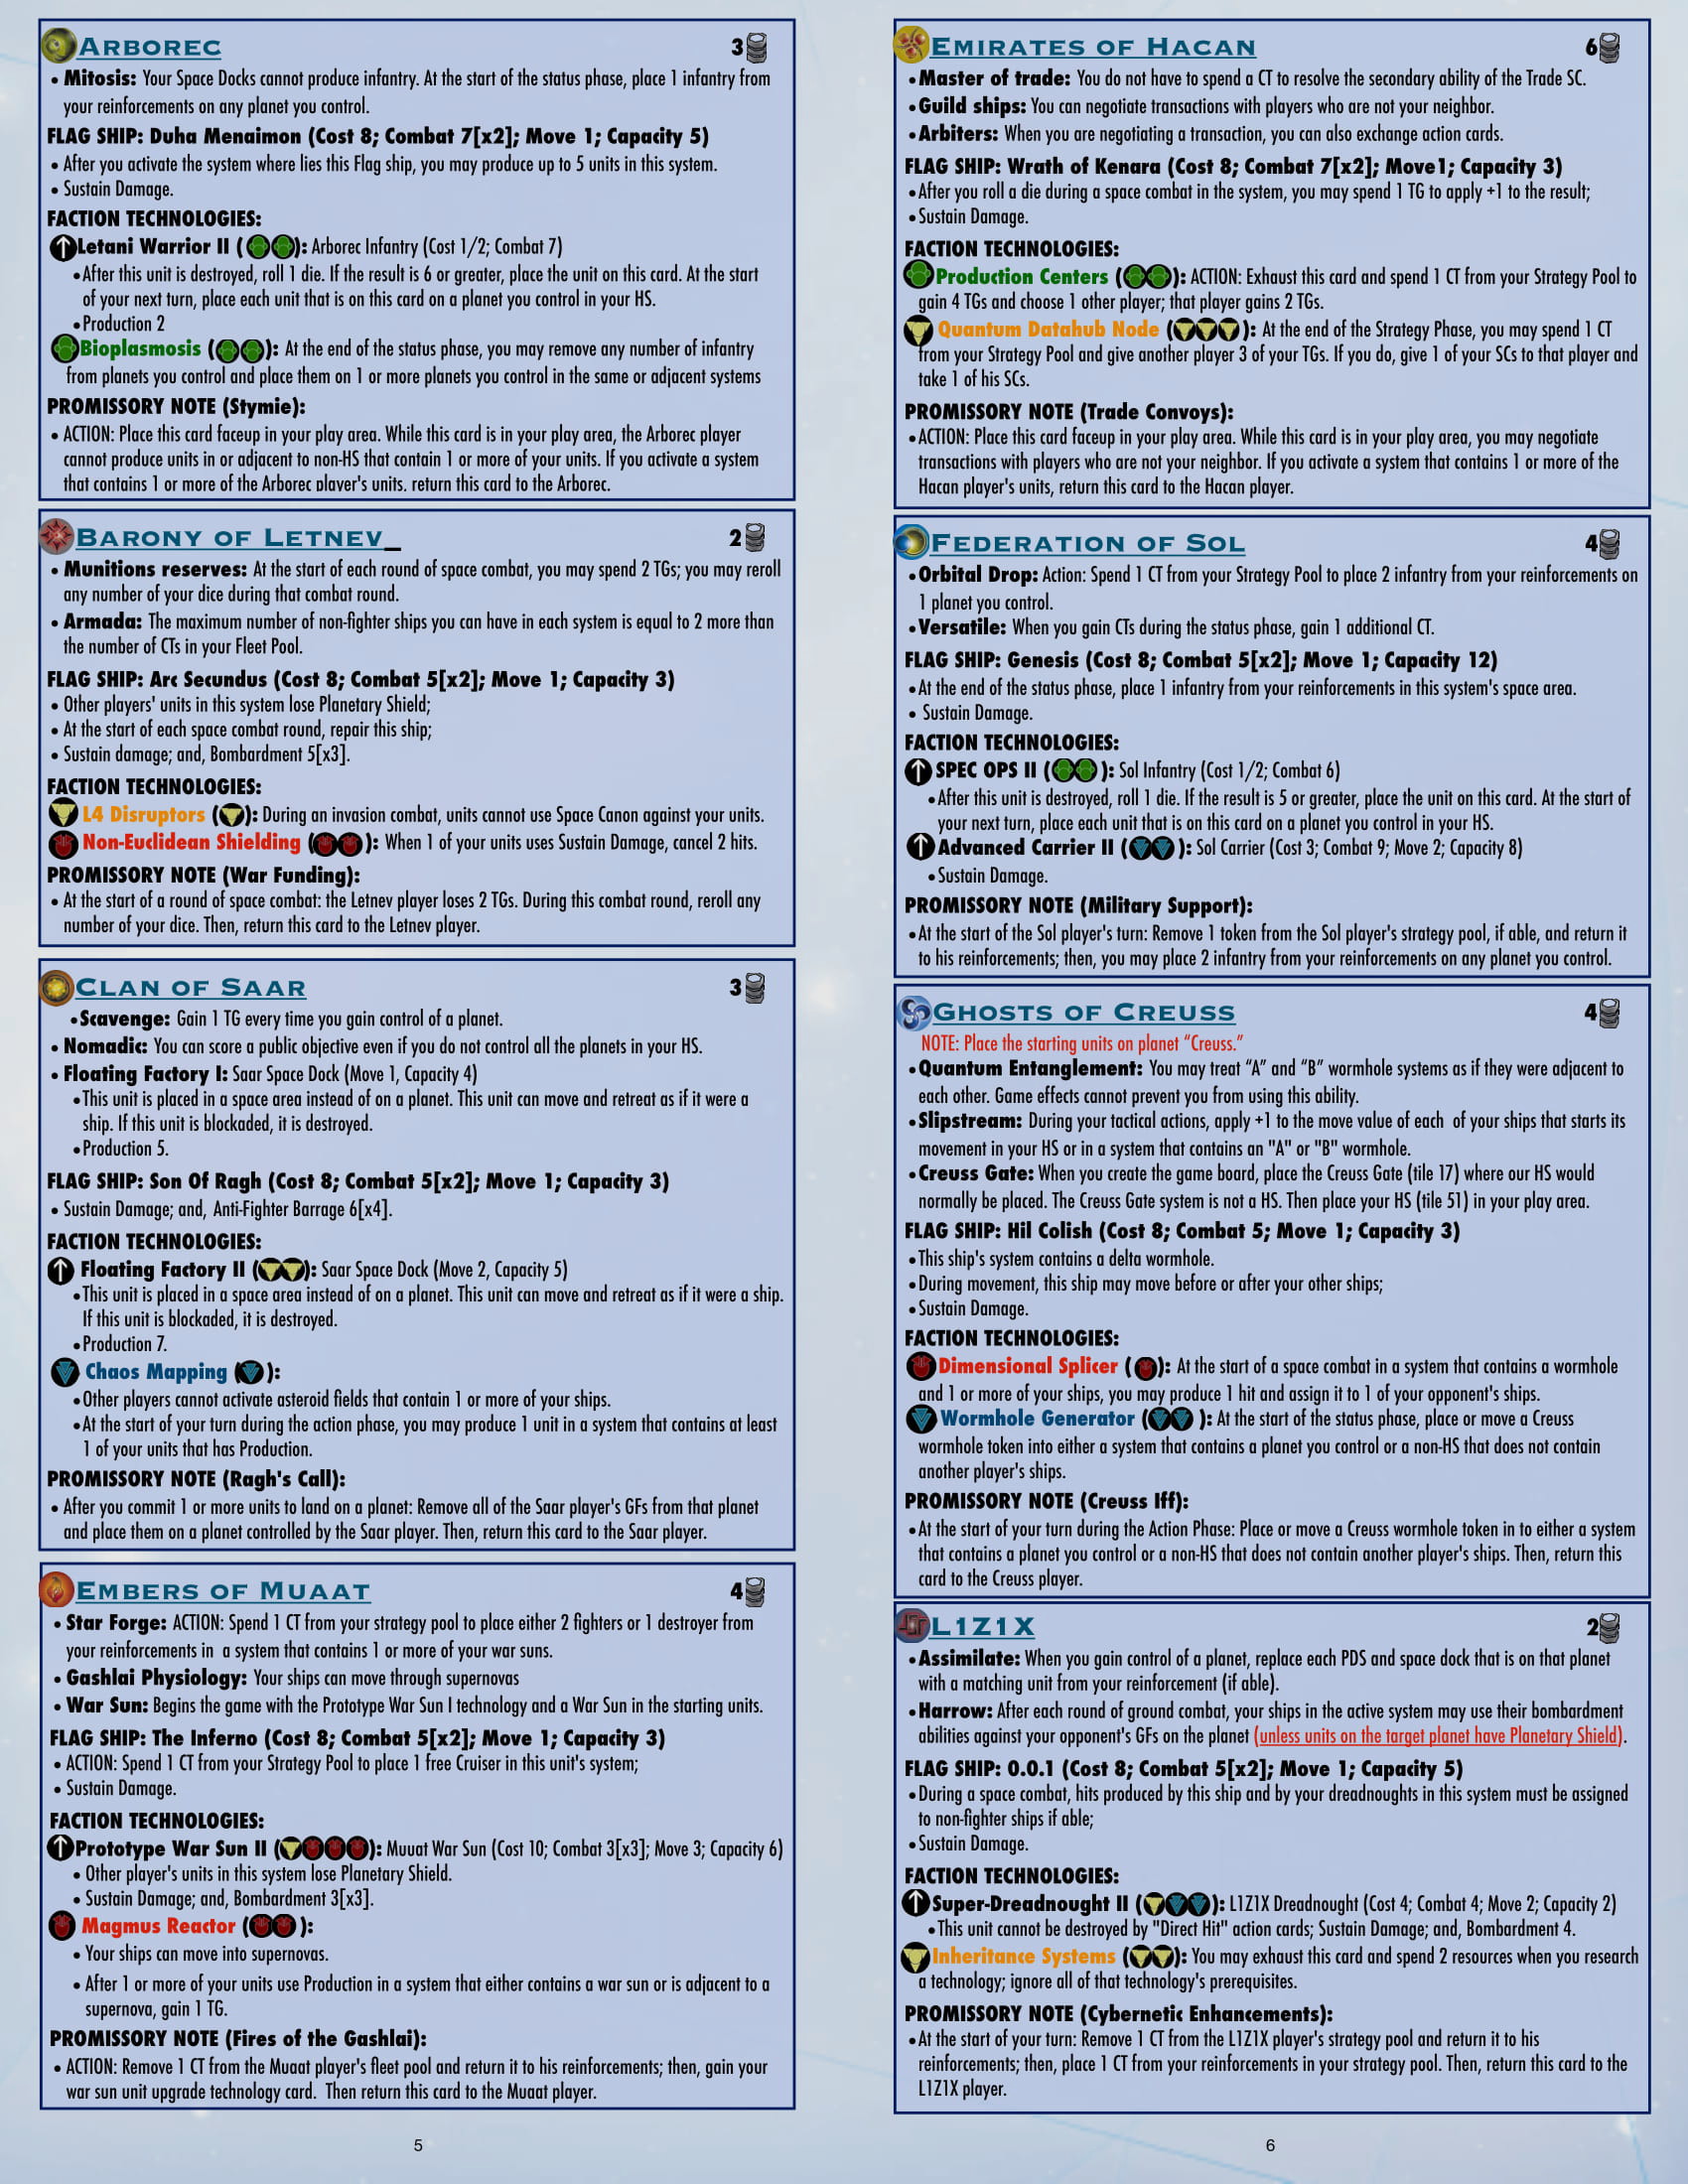 ARBOREC 3
• Mitosis: Your Space Docks cannot produce infantry. At the start of the status phase, place 1 infantry from
your reinforcements on any planet you control.
FLAG SHIP: Duha Menaimon (Cost 8; Combat 7[x2]; Move 1; Capacity 5)
• After you activate the system where lies this Flag ship, you may produce up to 5 units in this system.
• Sustain Damage.
FACTION TECHNOLOGIES:
Letani Warrior II ( ): Arborec Infantry (Cost 1/2; Combat 7)
• After this unit is destroyed, roll 1 die. If the result is 6 or greater, place the unit on this card. At the start
of your next turn, place each unit that is on this card on a planet you control in your HS.
• Production 2
Bioplasmosis ( ): At the end of the status phase, you may remove any number of infantry
from planets you control and place them on 1 or more planets you control in the same or adjacent systems
PROMISSORY NOTE (Stymie):
• ACTION: Place this card faceup in your play area. While this card is in your play area, the Arborec player
cannot produce units in or adjacent to non-HS that contain 1 or more of your units. If you activate a system
that contains 1 or more of the Arborec player's units, return this card to the Arborec.
BARONY OF LETNEV_ 2
• Munitions reserves: At the start of each round of space combat, you may spend 2 TGs; you may reroll
any number of your dice during that combat round.
• Armada: The maximum number of non-fighter ships you can have in each system is equal to 2 more than
the number of CTs in your Fleet Pool.
FLAG SHIP: Arc Secundus (Cost 8; Combat 5[x2]; Move 1; Capacity 3)
• Other players' units in this system lose Planetary Shield;
• At the start of each space combat round, repair this ship;
• Sustain damage; and, Bombardment 5[x3].
FACTION TECHNOLOGIES:
L4 Disruptors ( ): During an invasion combat, units cannot use Space Canon against your units.
Non-Euclidean Shielding ( ): When 1 of your units uses Sustain Damage, cancel 2 hits.
PROMISSORY NOTE (War Funding):
• At the start of a round of space combat: the Letnev player loses 2 TGs. During this combat round, reroll any
number of your dice. Then, return this card to the Letnev player.
CLAN OF SAAR 3
• Scavenge: Gain 1 TG every time you gain control of a planet.
• Nomadic: You can score a public objective even if you do not control all the planets in your HS.
• Floating Factory I: Saar Space Dock (Move 1, Capacity 4)
• This unit is placed in a space area instead of on a planet. This unit can move and retreat as if it were a
ship. If this unit is blockaded, it is destroyed.
• Production 5.
FLAG SHIP: Son Of Ragh (Cost 8; Combat 5[x2]; Move 1; Capacity 3)
• Sustain Damage; and, Anti-Fighter Barrage 6[x4].
FACTION TECHNOLOGIES:
Floating Factory II ( ): Saar Space Dock (Move 2, Capacity 5)
• This unit is placed in a space area instead of on a planet. This unit can move and retreat as if it were a ship.
If this unit is blockaded, it is destroyed.
• Production 7.
Chaos Mapping ( ):
• Other players cannot activate asteroid fields that contain 1 or more of your ships.
• At the start of your turn during the action phase, you may produce 1 unit in a system that contains at least
1 of your units that has Production.
PROMISSORY NOTE (Ragh's Call):
• After you commit 1 or more units to land on a planet: Remove all of the Saar player's GFs from that planet
and place them on a planet controlled by the Saar player. Then, return this card to the Saar player.
EMBERS OF MUAAT 4
• Star Forge: ACTION: Spend 1 CT from your strategy pool to place either 2 fighters or 1 destroyer from
your reinforcements in a system that contains 1 or more of your war suns.
• Gashlai Physiology: Your ships can move through supernovas
• War Sun: Begins the game with the Prototype War Sun I technology and a War Sun in the starting units.
FLAG SHIP: The Inferno (Cost 8; Combat 5[x2]; Move 1; Capacity 3)
• ACTION: Spend 1 CT from your Strategy Pool to place 1 free Cruiser in this unit's system;
• Sustain Damage.
FACTION TECHNOLOGIES:
Prototype War Sun II ( ): Muuat War Sun (Cost 10; Combat 3[x3]; Move 3; Capacity 6)
• Other player's units in this system lose Planetary Shield.
• Sustain Damage; and, Bombardment 3[x3].
Magmus Reactor ( ):
• Your ships can move into supernovas.
• After 1 or more of your units use Production in a system that either contains a war sun or is adjacent to a
supernova, gain 1 TG.
PROMISSORY NOTE (Fires of the Gashlai):
• ACTION: Remove 1 CT from the Muaat player's fleet pool and return it to his reinforcements; then, gain your
war sun unit upgrade technology card. Then return this card to the Muaat player.
5
EMIRATES OF HACAN 6
• Master of trade: You do not have to spend a CT to resolve the secondary ability of the Trade SC.
• Guild ships: You can negotiate transactions with players who are not your neighbor.
• Arbiters: When you are negotiating a transaction, you can also exchange action cards.
FLAG SHIP: Wrath of Kenara (Cost 8; Combat 7[x2]; Move1; Capacity 3)
• After you roll a die during a space combat in the system, you may spend 1 TG to apply +1 to the result;
• Sustain Damage.
FACTION TECHNOLOGIES:
Production Centers ( ): ACTION: Exhaust this card and spend 1 CT from your Strategy Pool to
gain 4 TGs and choose 1 other player; that player gains 2 TGs.
Quantum Datahub Node ( ): At the end of the Strategy Phase, you may spend 1 CT
from your Strategy Pool and give another player 3 of your TGs. If you do, give 1 of your SCs to that player and
take 1 of his SCs.
PROMISSORY NOTE (Trade Convoys):
• ACTION: Place this card faceup in your play area. While this card is in your play area, you may negotiate
transactions with players who are not your neighbor. If you activate a system that contains 1 or more of the
Hacan player's units, return this card to the Hacan player.
FEDERATION OF SOL 4
• Orbital Drop: Action: Spend 1 CT from your Strategy Pool to place 2 infantry from your reinforcements on
1 planet you control.
• Versatile: When you gain CTs during the status phase, gain 1 additional CT.
FLAG SHIP: Genesis (Cost 8; Combat 5[x2]; Move 1; Capacity 12)
• At the end of the status phase, place 1 infantry from your reinforcements in this system's space area.
• Sustain Damage.
FACTION TECHNOLOGIES:
SPEC OPS II ( ): Sol Infantry (Cost 1/2; Combat 6)
• After this unit is destroyed, roll 1 die. If the result is 5 or greater, place the unit on this card. At the start of
your next turn, place each unit that is on this card on a planet you control in your HS.
Advanced Carrier II ( ): Sol Carrier (Cost 3; Combat 9; Move 2; Capacity 8)
• Sustain Damage.
PROMISSORY NOTE (Military Support):
• At the start of the Sol player's turn: Remove 1 token from the Sol player's strategy pool, if able, and return it
to his reinforcements; then, you may place 2 infantry from your reinforcements on any planet you control.
GHOSTS OF CREUSS 4
NOTE: Place the starting units on planet “Creuss.”
• Quantum Entanglement: You may treat “A” and “B” wormhole systems as if they were adjacent to
each other. Game effects cannot prevent you from using this ability.
• Slipstream: During your tactical actions, apply +1 to the move value of each of your ships that starts its
movement in your HS or in a system that contains an "A" or "B" wormhole.
• Creuss Gate: When you create the game board, place the Creuss Gate (tile 17) where our HS would
normally be placed. The Creuss Gate system is not a HS. Then place your HS (tile 51) in your play area.
FLAG SHIP: Hil Colish (Cost 8; Combat 5; Move 1; Capacity 3)
• This ship's system contains a delta wormhole.
• During movement, this ship may move before or after your other ships;
• Sustain Damage.
FACTION TECHNOLOGIES:
Dimensional Splicer ( ): At the start of a space combat in a system that contains a wormhole
and 1 or more of your ships, you may produce 1 hit and assign it to 1 of your opponent's ships.
Wormhole Generator ( ): At the start of the status phase, place or move a Creuss
wormhole token into either a system that contains a planet you control or a non-HS that does not contain
another player's ships.
PROMISSORY NOTE (Creuss Iff):
• At the start of your turn during the Action Phase: Place or move a Creuss wormhole token in to either a system
that contains a planet you control or a non-HS that does not contain another player's ships. Then, return this
card to the Creuss player.
L1Z1X 2
• Assimilate: When you gain control of a planet, replace each PDS and space dock that is on that planet
with a matching unit from your reinforcement (if able).
• Harrow: After each round of ground combat, your ships in the active system may use their bombardment
abilities against your opponent's GFs on the planet (unless units on the target planet have Planetary Shield).
FLAG SHIP: 0.0.1 (Cost 8; Combat 5[x2]; Move 1; Capacity 5)
• During a space combat, hits produced by this ship and by your dreadnoughts in this system must be assigned
to non-fighter ships if able;
• Sustain Damage.
FACTION TECHNOLOGIES:
Super-Dreadnought II ( ): L1Z1X Dreadnought (Cost 4; Combat 4; Move 2; Capacity 2)
• This unit cannot be destroyed by "Direct Hit" action cards; Sustain Damage; and, Bombardment 4.
Inheritance Systems ( ): You may exhaust this card and spend 2 resources when you research
a technology; ignore all of that technology's prerequisites.
PROMISSORY NOTE (Cybernetic Enhancements):
• At the start of your turn: Remove 1 CT from the L1Z1X player's strategy pool and return it to his
reinforcements; then, place 1 CT from your reinforcements in your strategy pool. Then, return this card to the
L1Z1X player.
6